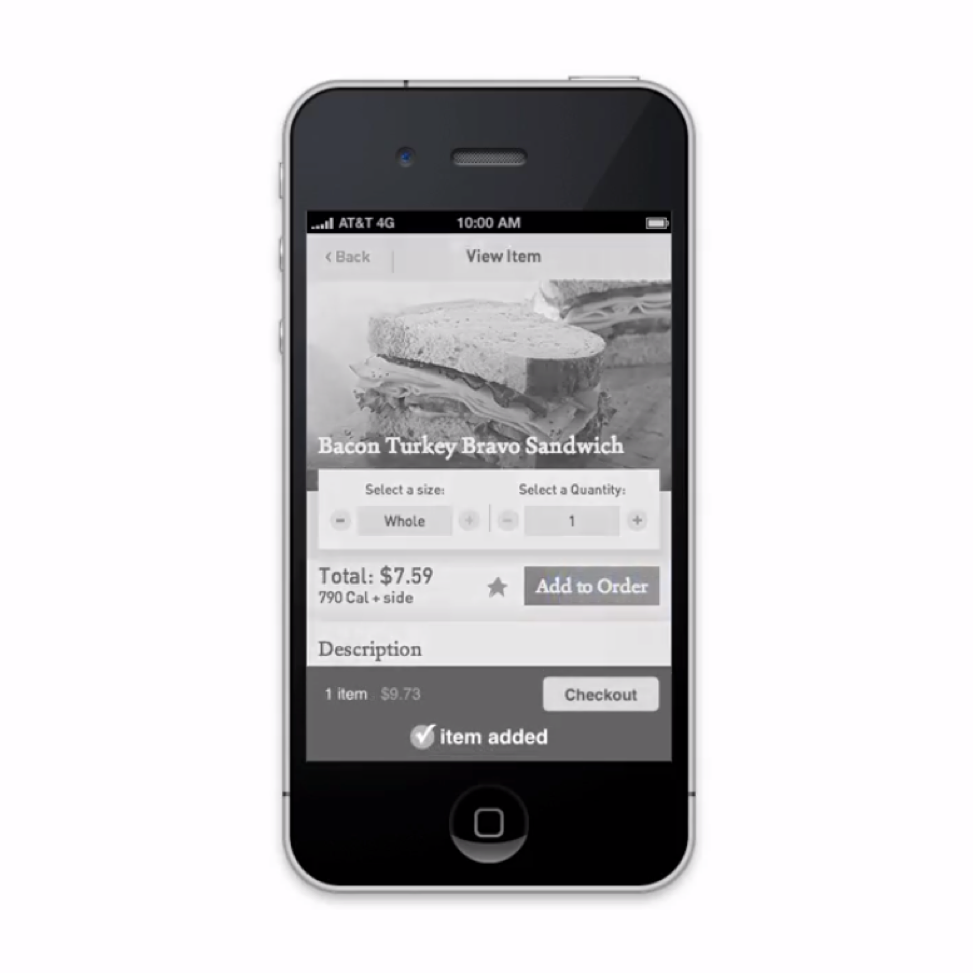 AT&T 4G 10:00 AM
< Back View Item
Bacon Turkey Bravo Sandwich
Select a size: Select a Quantity:
- Whole + - 1 +
Total: $7.59 Add to Order
790 Cal + side
Description
1 item $9.73 Checkout
item added